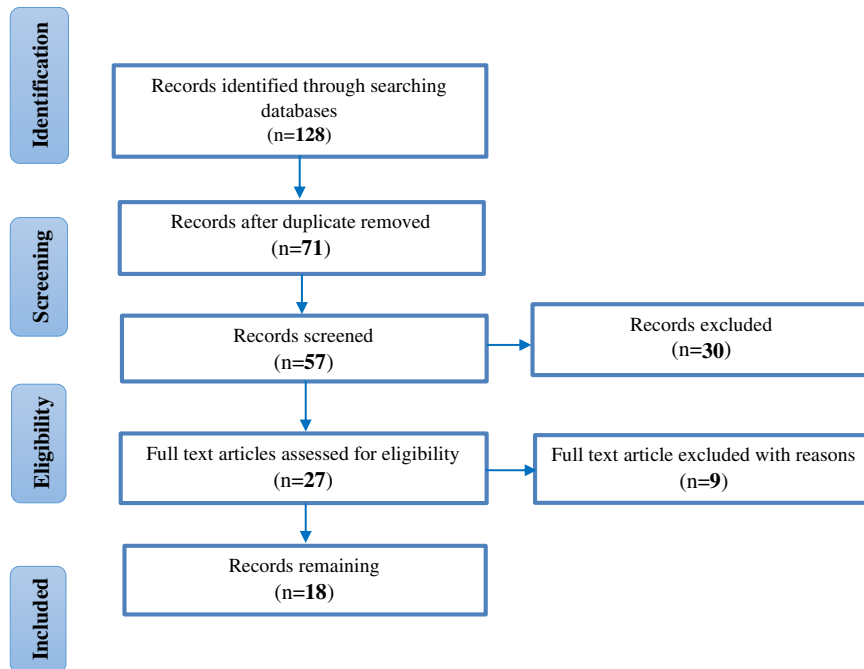 Identification
Records identified through searching
databases
(n=128)
Screening
Records after duplicate removed
(n=71)
Records screened
(n=57)
Records excluded
(n=30)
Eligibility
Full text articles assessed for eligibility
(n=27)
Full text article excluded with reasons
(n=9)
Included
Records remaining
(n=18)